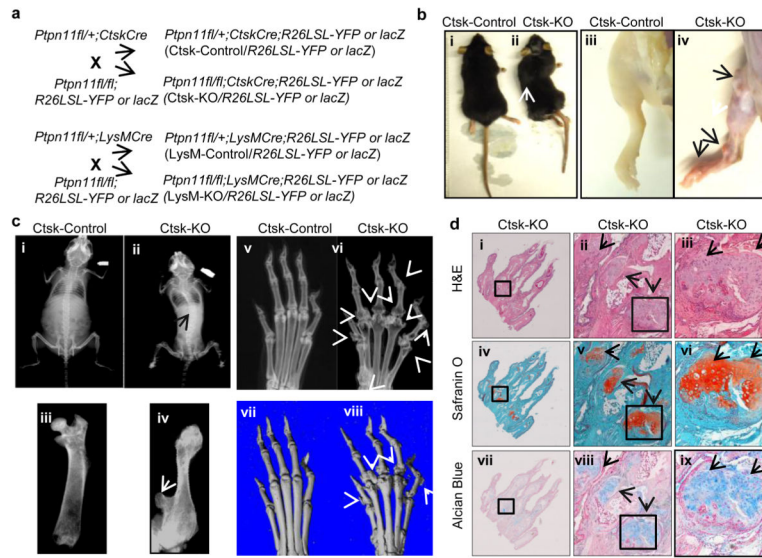 a
Ptpn11fl/+;CtskCre
X
Ptpn11fl/fl;
R26LSL-YFP or lacZ
Ptpn11fl/+;CtskCre;R26LSL-YFP or lacZ
(Ctsk-Control/R26LSL-YFP or lacZ)
Ptpn11fl/fl;CtskCre;R26LSL-YFP or lacZ
(Ctsk-KO/R26LSL-YFP or lacZ)
Ptpn11fl/+;LysMCre
X
Ptpn11fl/fl;
R26LSL-YFP or lacZ
Ptpn11fl/+;LysMCre;R26LSL-YFP or lacZ
(LysM-Control/R26LSL-YFP or lacZ)
Ptpn11fl/fl;LysMCre;R26LSL-YFP or lacZ
(LysM-KO/R26LSL-YFP or lacZ)
b
Ctsk-Control Ctsk-KO Ctsk-Control Ctsk-KO
i ii iii iv
c
Ctsk-Control Ctsk-KO Ctsk-Control Ctsk-KO
i ii v vi
iii iv vii viii
d
Ctsk-KO Ctsk-KO Ctsk-KO
H&E
i ii iii
Safranin O
iv v vi
Alcian Blue
vii viii ix